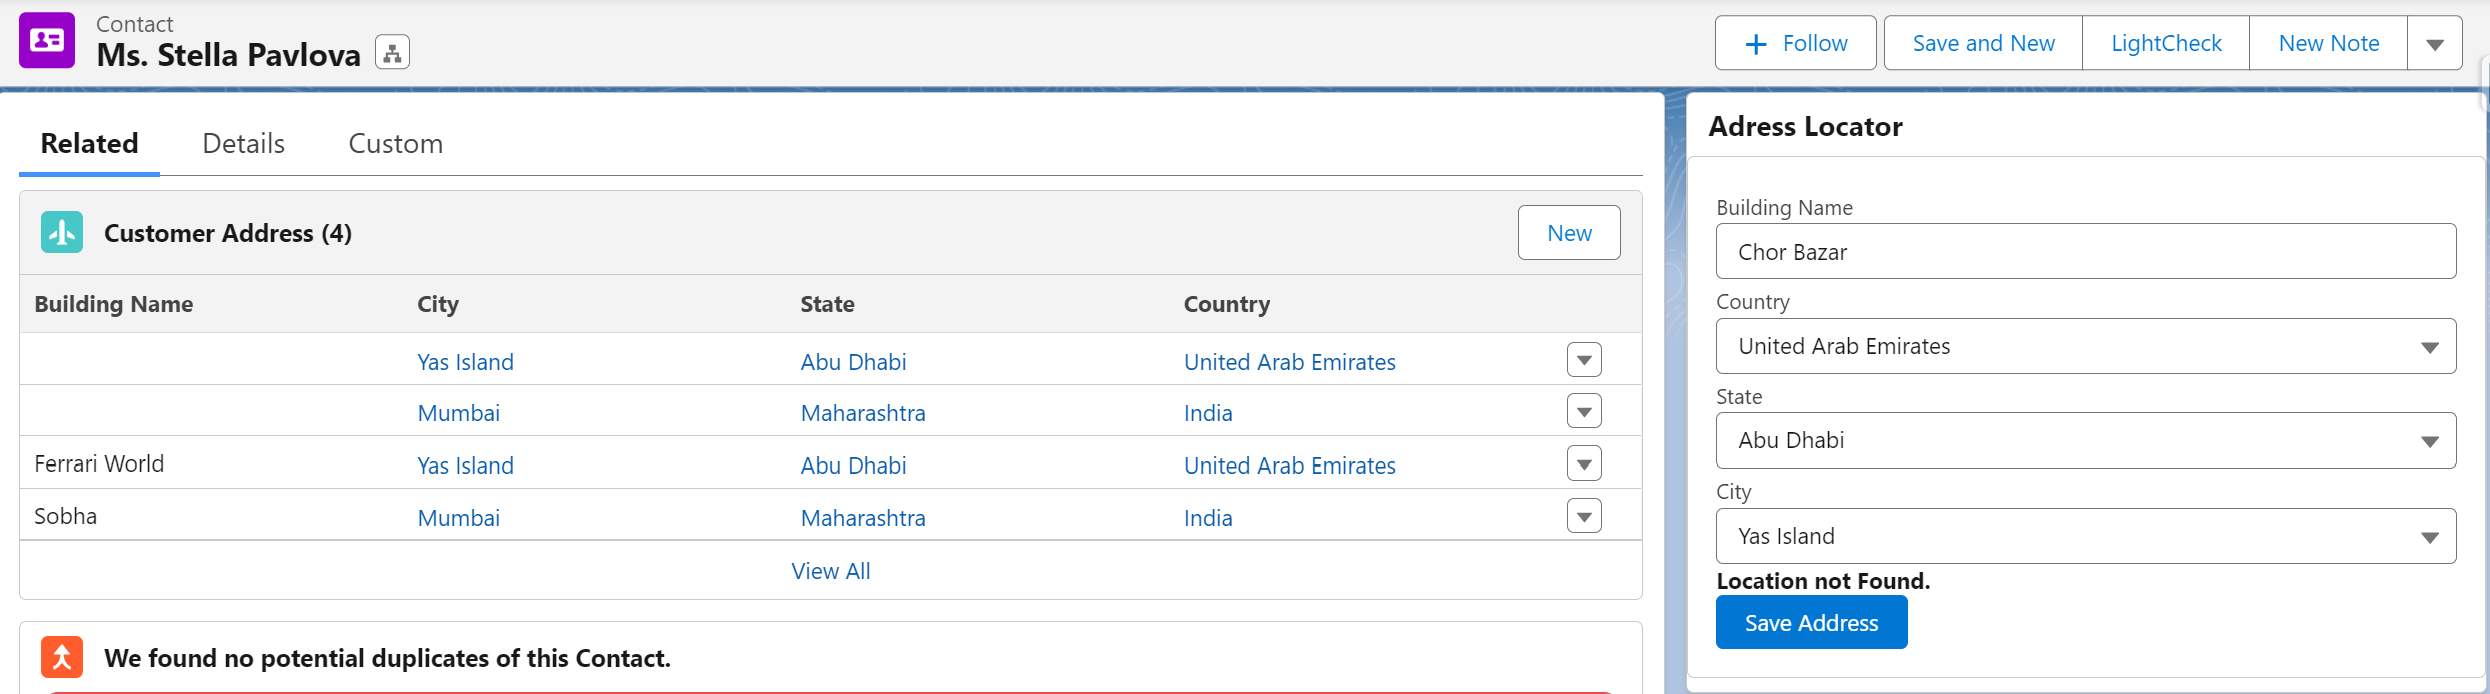 Contact
Ms. Stella Pavlova
Follow
Save and New
LightCheck
New Note
Related
Details
Custom
Customer Address (4)
New
Building Name City State Country
Yas Island Abu Dhabi United Arab Emirates
Mumbai Maharashtra India
Ferrari World Yas Island Abu Dhabi United Arab Emirates
Sobha Mumbai Maharashtra India
View All
We found no potential duplicates of this Contact.
Adress Locator
Building Name
Chor Bazar
Country
United Arab Emirates
State
Abu Dhabi
City
Yas Island
Location not Found.
Save Address